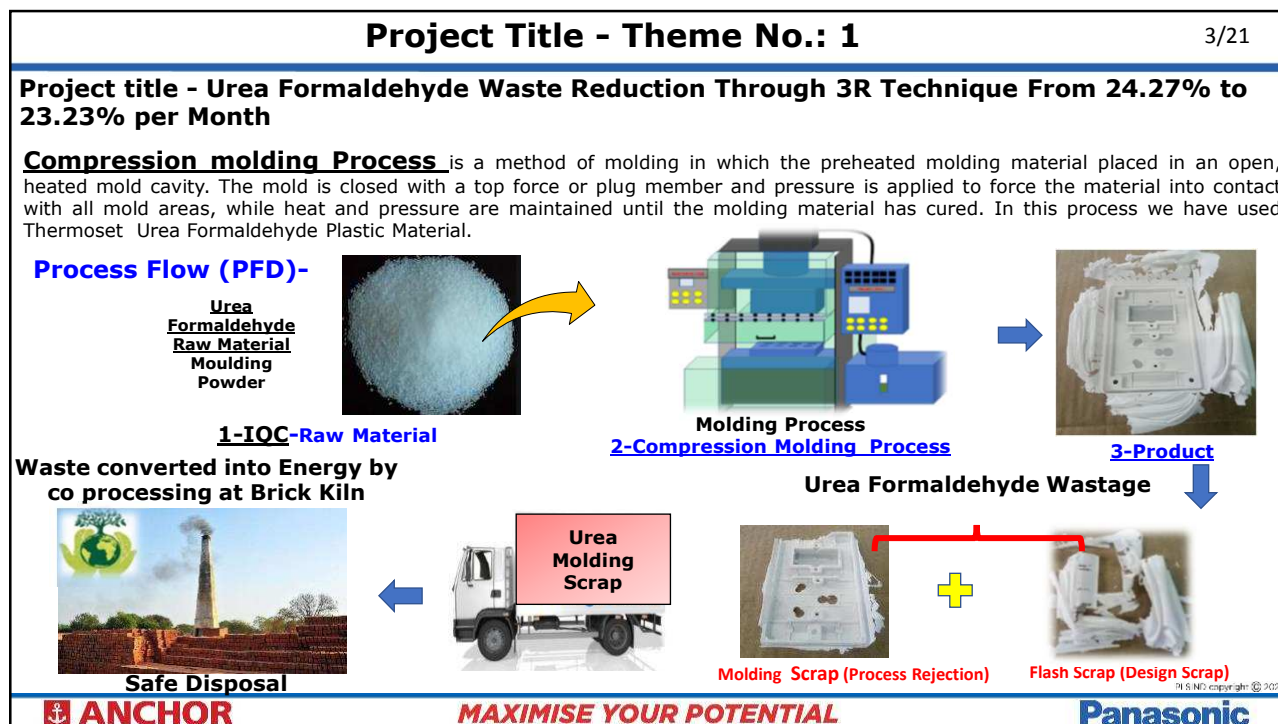 Project Title - Theme No.: 1
3/21
Project title - Urea Formaldehyde Waste Reduction Through 3R Technique From 24.27% to
23.23% per Month
Compression molding Process is a method of molding in which the preheated molding material placed in an open,
heated mold cavity. The mold is closed with a top force or plug member and pressure is applied to force the material into contact
with all mold areas, while heat and pressure are maintained until the molding material has cured. In this process we have used
Thermoset Urea Formaldehyde Plastic Material.
Process Flow (PFD)-
Urea
Formaldehyde
Raw Material
Moulding
Powder
1-IQC-Raw Material
Molding Process
2-Compression Molding Process
3-Product
Waste converted into Energy by
co processing at Brick Kiln
Urea Formaldehyde Wastage
Urea
Molding
Scrap
Safe Disposal
Molding Scrap (Process Rejection)
Flash Scrap (Design Scrap)
ANCHOR
MAXIMISE YOUR POTENTIAL
Panasonic